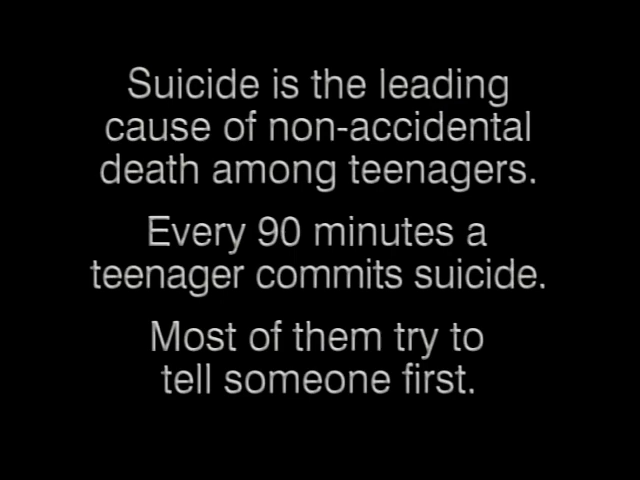 Suicide is the leading
cause of non-accidental
death among teenagers.
Every 90 minutes a
teenager commits suicide.
Most of them try to
tell someone first.